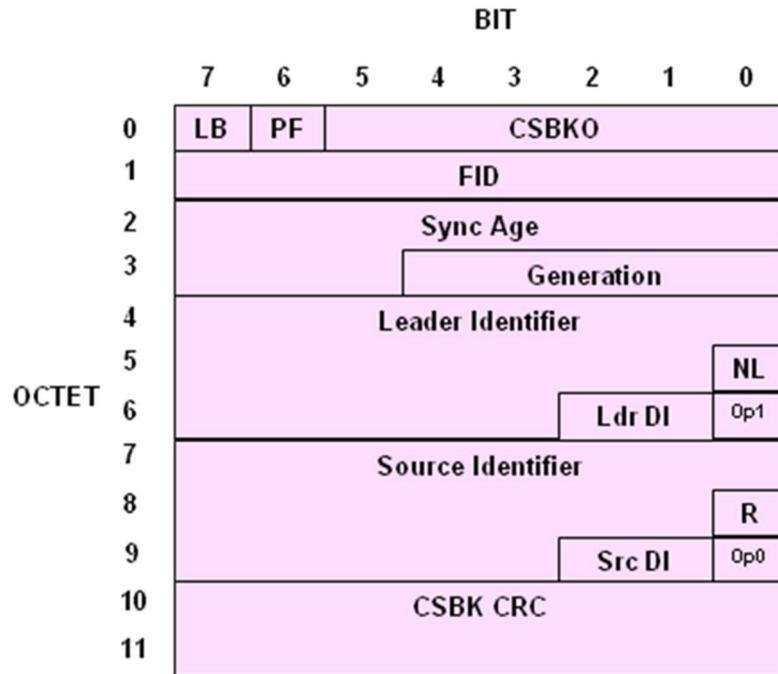 BIT
7 6 5 4 3 2 1 0
0 LB PF CSBKO
1 FID
2 Sync Age
3 Generation
4 Leader Identifier
5 NL
OCTET 6 Ldr DI Op1
7 Source Identifier
8 R
9 Src DI Op0
10 CSBK CRC
11